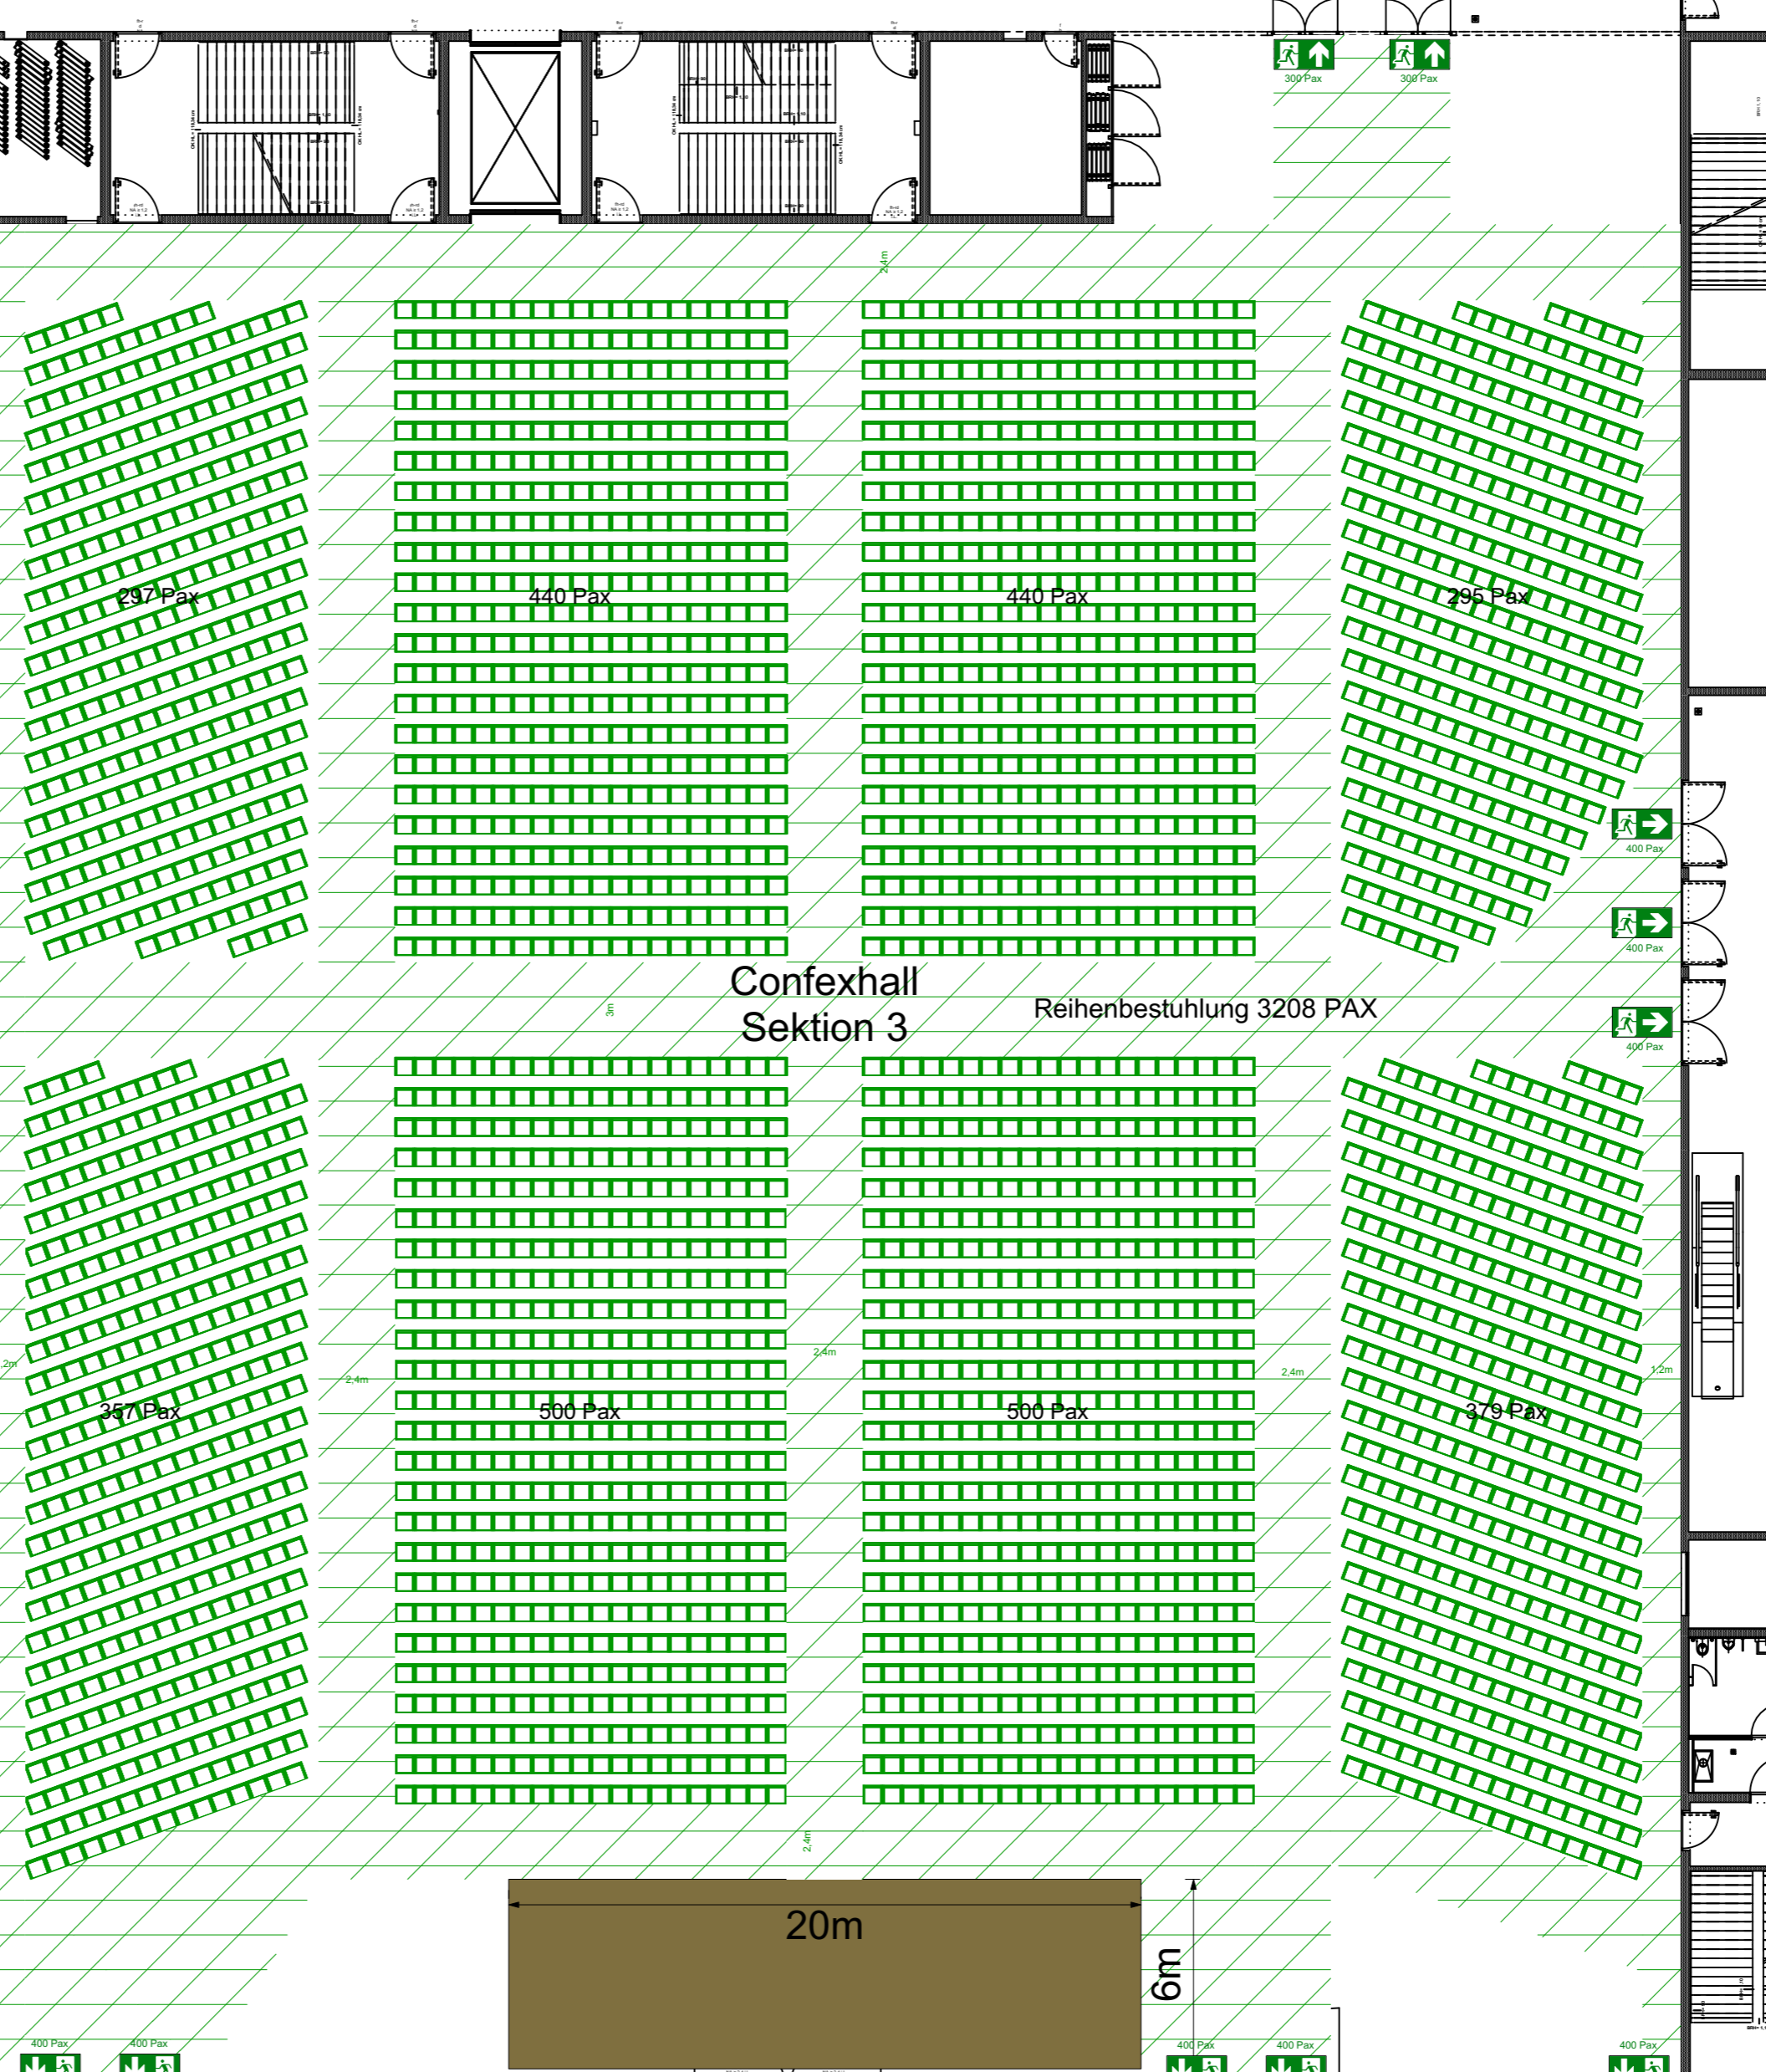 300 Pax
300 Pax
2,4m
297 Pax
440 Pax
440 Pax
295 Pax
400 Pax
400 Pax
Confexhall
Sektion 3
Reihenbestuhlung 3208 PAX
3m
400 Pax
2,4m
2,4m
2,4m
1,2m
357 Pax
500 Pax
500 Pax
379 Pax
2,4m
20m
6m
400 Pax
400 Pax
400 Pax
400 Pax
400 Pax